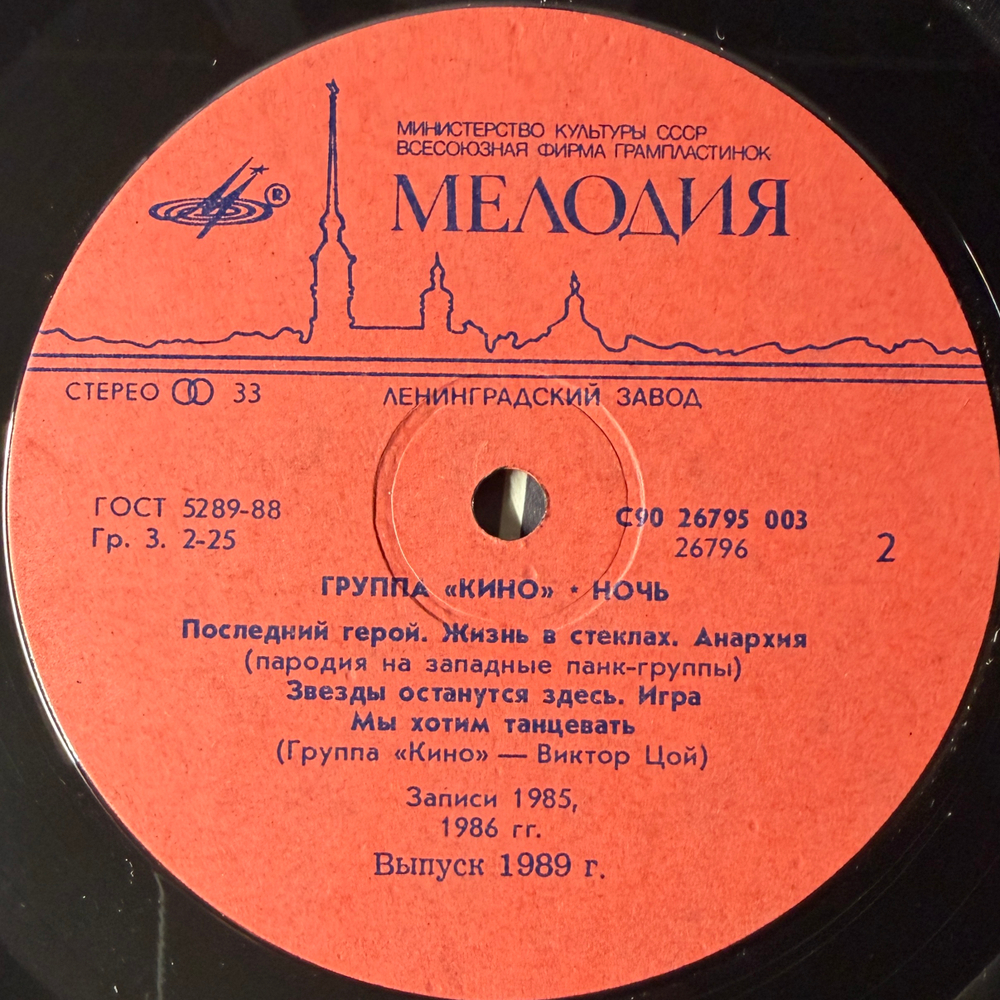 МИНИСТЕРСТВО КУЛЬТУРЫ СССР
ВСЕСОЮЗНАЯ ФИРМА ГРАМПЛАСТИНОК
МЕЛОДИЯ
®
СТЕРЕО 33
ЛЕНИНГРАДСКИЙ ЗАВОД
ГОСТ 5289-88
Гр. 3. 2-25
С90 26795 003
26796
2
ГРУППА «КИНО» * НОЧЬ
Последний герой. Жизнь в стеклах. Анархия
(пародия на западные панк-группы)
Звезды останутся здесь. Игра
Мы хотим танцевать
(Группа «Кино» — Виктор Цой)
Записи 1985,
1986 гг.
Выпуск 1989 г.